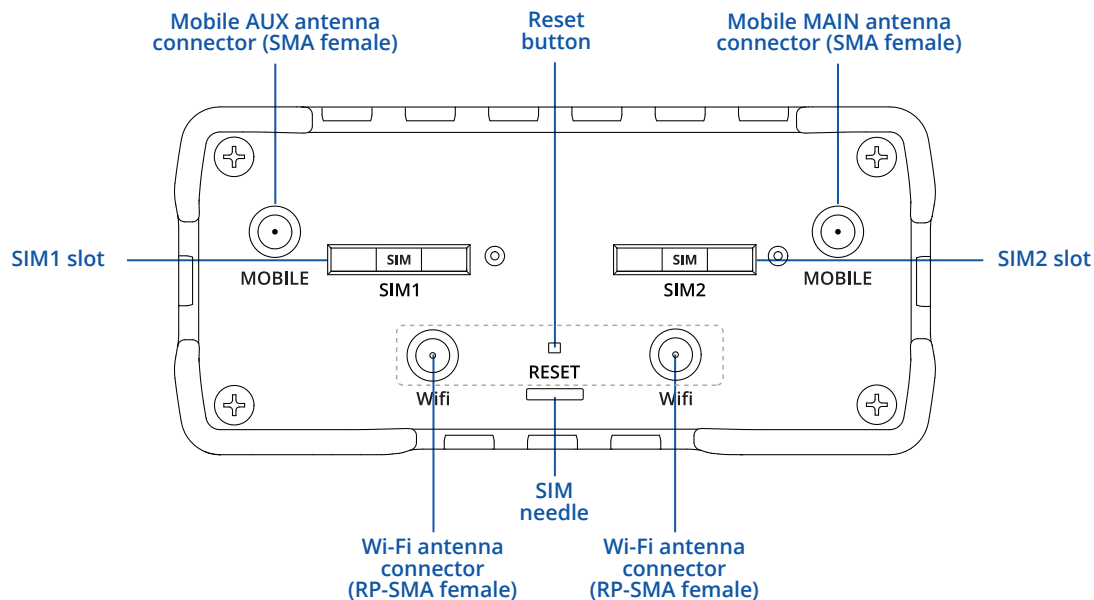 Mobile AUX antenna
connector (SMA female)
Reset
button
Mobile MAIN antenna
connector (SMA female)
SIM1 slot
MOBILE
SIM
SIM1
SIM
SIM2
MOBILE
SIM2 slot
RESET
Wifi
Wifi
SIM
needle
Wi-Fi antenna
connector
(RP-SMA female)
Wi-Fi antenna
connector
(RP-SMA female)